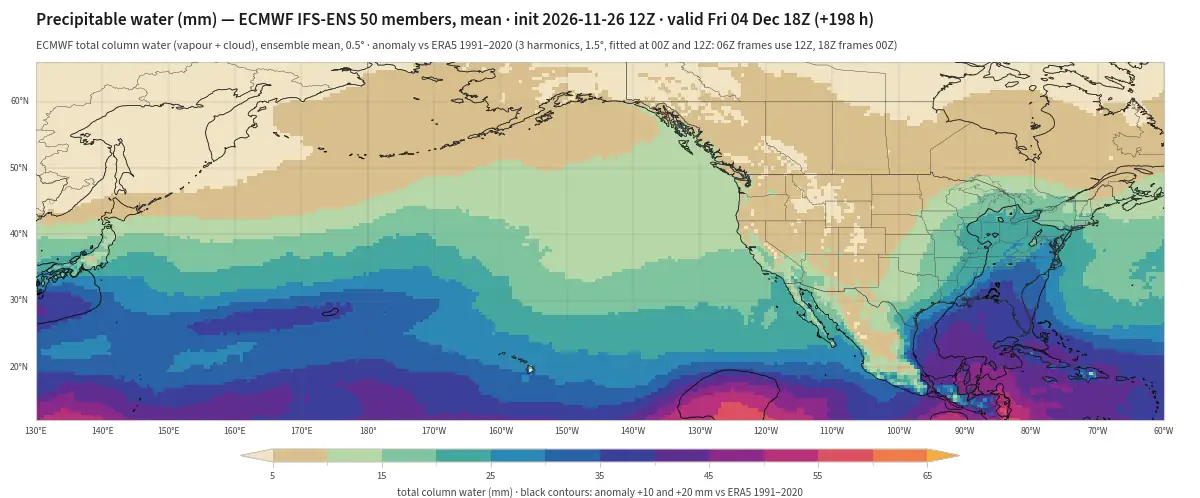 Precipitable water (mm) — ECMWF IFS-ENS 50 members, mean · init 2026-11-26 12Z · valid Fri 04 Dec 18Z (+198 h)
ECMWF total column water (vapour + cloud), ensemble mean, 0.5° · anomaly vs ERA5 1991–2020 (3 harmonics, 1.5°, fitted at 00Z and 12Z: 06Z frames use 12Z, 18Z frames 00Z)
60°N
50°N
40°N
30°N
20°N
130°E 140°E 150°E 160°E 170°E 180° 170°W 160°W 150°W 140°W 130°W 120°W 110°W 100°W 90°W 80°W 70°W 60°W
5 15 25 35 45 55 65
total column water (mm) · black contours: anomaly +10 and +20 mm vs ERA5 1991–2020